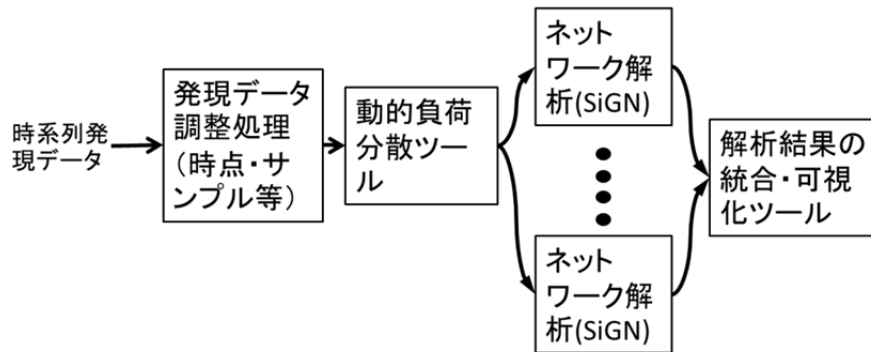 時系列発
現データ
発現データ
調整処理
（時点・サ
ンプル等）
動的負荷
分散ツー
ル
ネット
ワーク解
析(SiGN)
ネット
ワーク解
析(SiGN)
解析結果の
統合・可視
化ツール